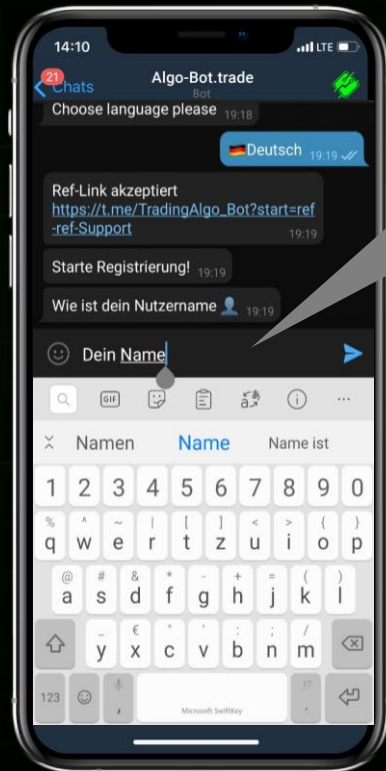 14:10
LTE
21
Chats
Algo-Bot.trade
Bot
Choose language please 19:18
Deutsch 19:19
Ref-Link akzeptiert
https://t.me/TradingAlgo_Bot?start=ref
-ref-Support
19:19
Starte Registrierung! 19:19
Wie ist dein Nutzername 19:19
Dein Name
GIF
Namen Name Name ist
1 2 3 4 5 6 7 8 9 0
% ^ ~ | [ ] < > { }
q w e r t z u i o p
@ # & * - + = ( )
a s d f g h j k l
_ € " ' : ; /
y x c v b n m
123 , Microsoft SwiftKey !? .